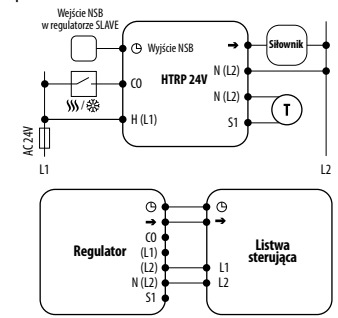 Wejście NSB
w regulatorze SLAVE
Wyjście NSB
➔
Siłownik
CO
HTRP 24V
N (L2)
N (L2)
T
H (L1)
S1
AC 24V
L1
L2
➔
➔
CO
Regulator
(L1)
Listwa
sterująca
(L2)
L1
N (L2)
L2
S1